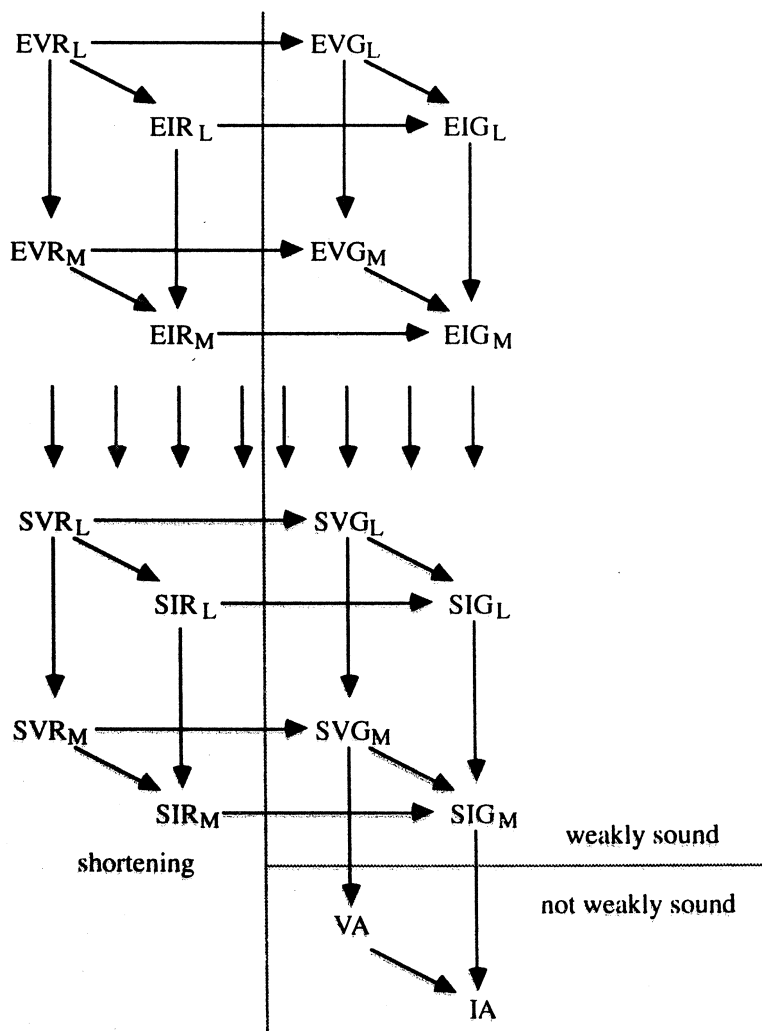 EVR_L EVG_L
EIR_L EIG_L
EVR_M EVG_M
EIR_M EIG_M
SVR_L SVG_L
SIR_L SIG_L
SVR_M SVG_M
SIR_M SIG_M
weakly sound
shortening
not weakly sound
VA
IA